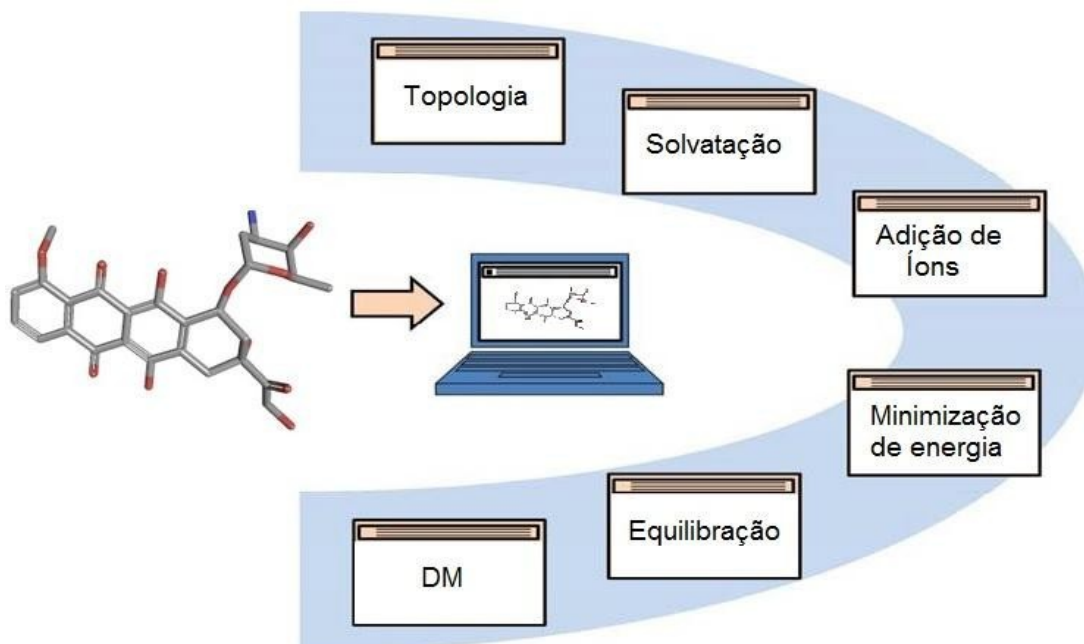 Topologia
Solvatação
Adição de
Íons
Minimização
de energia
Equilibração
DM